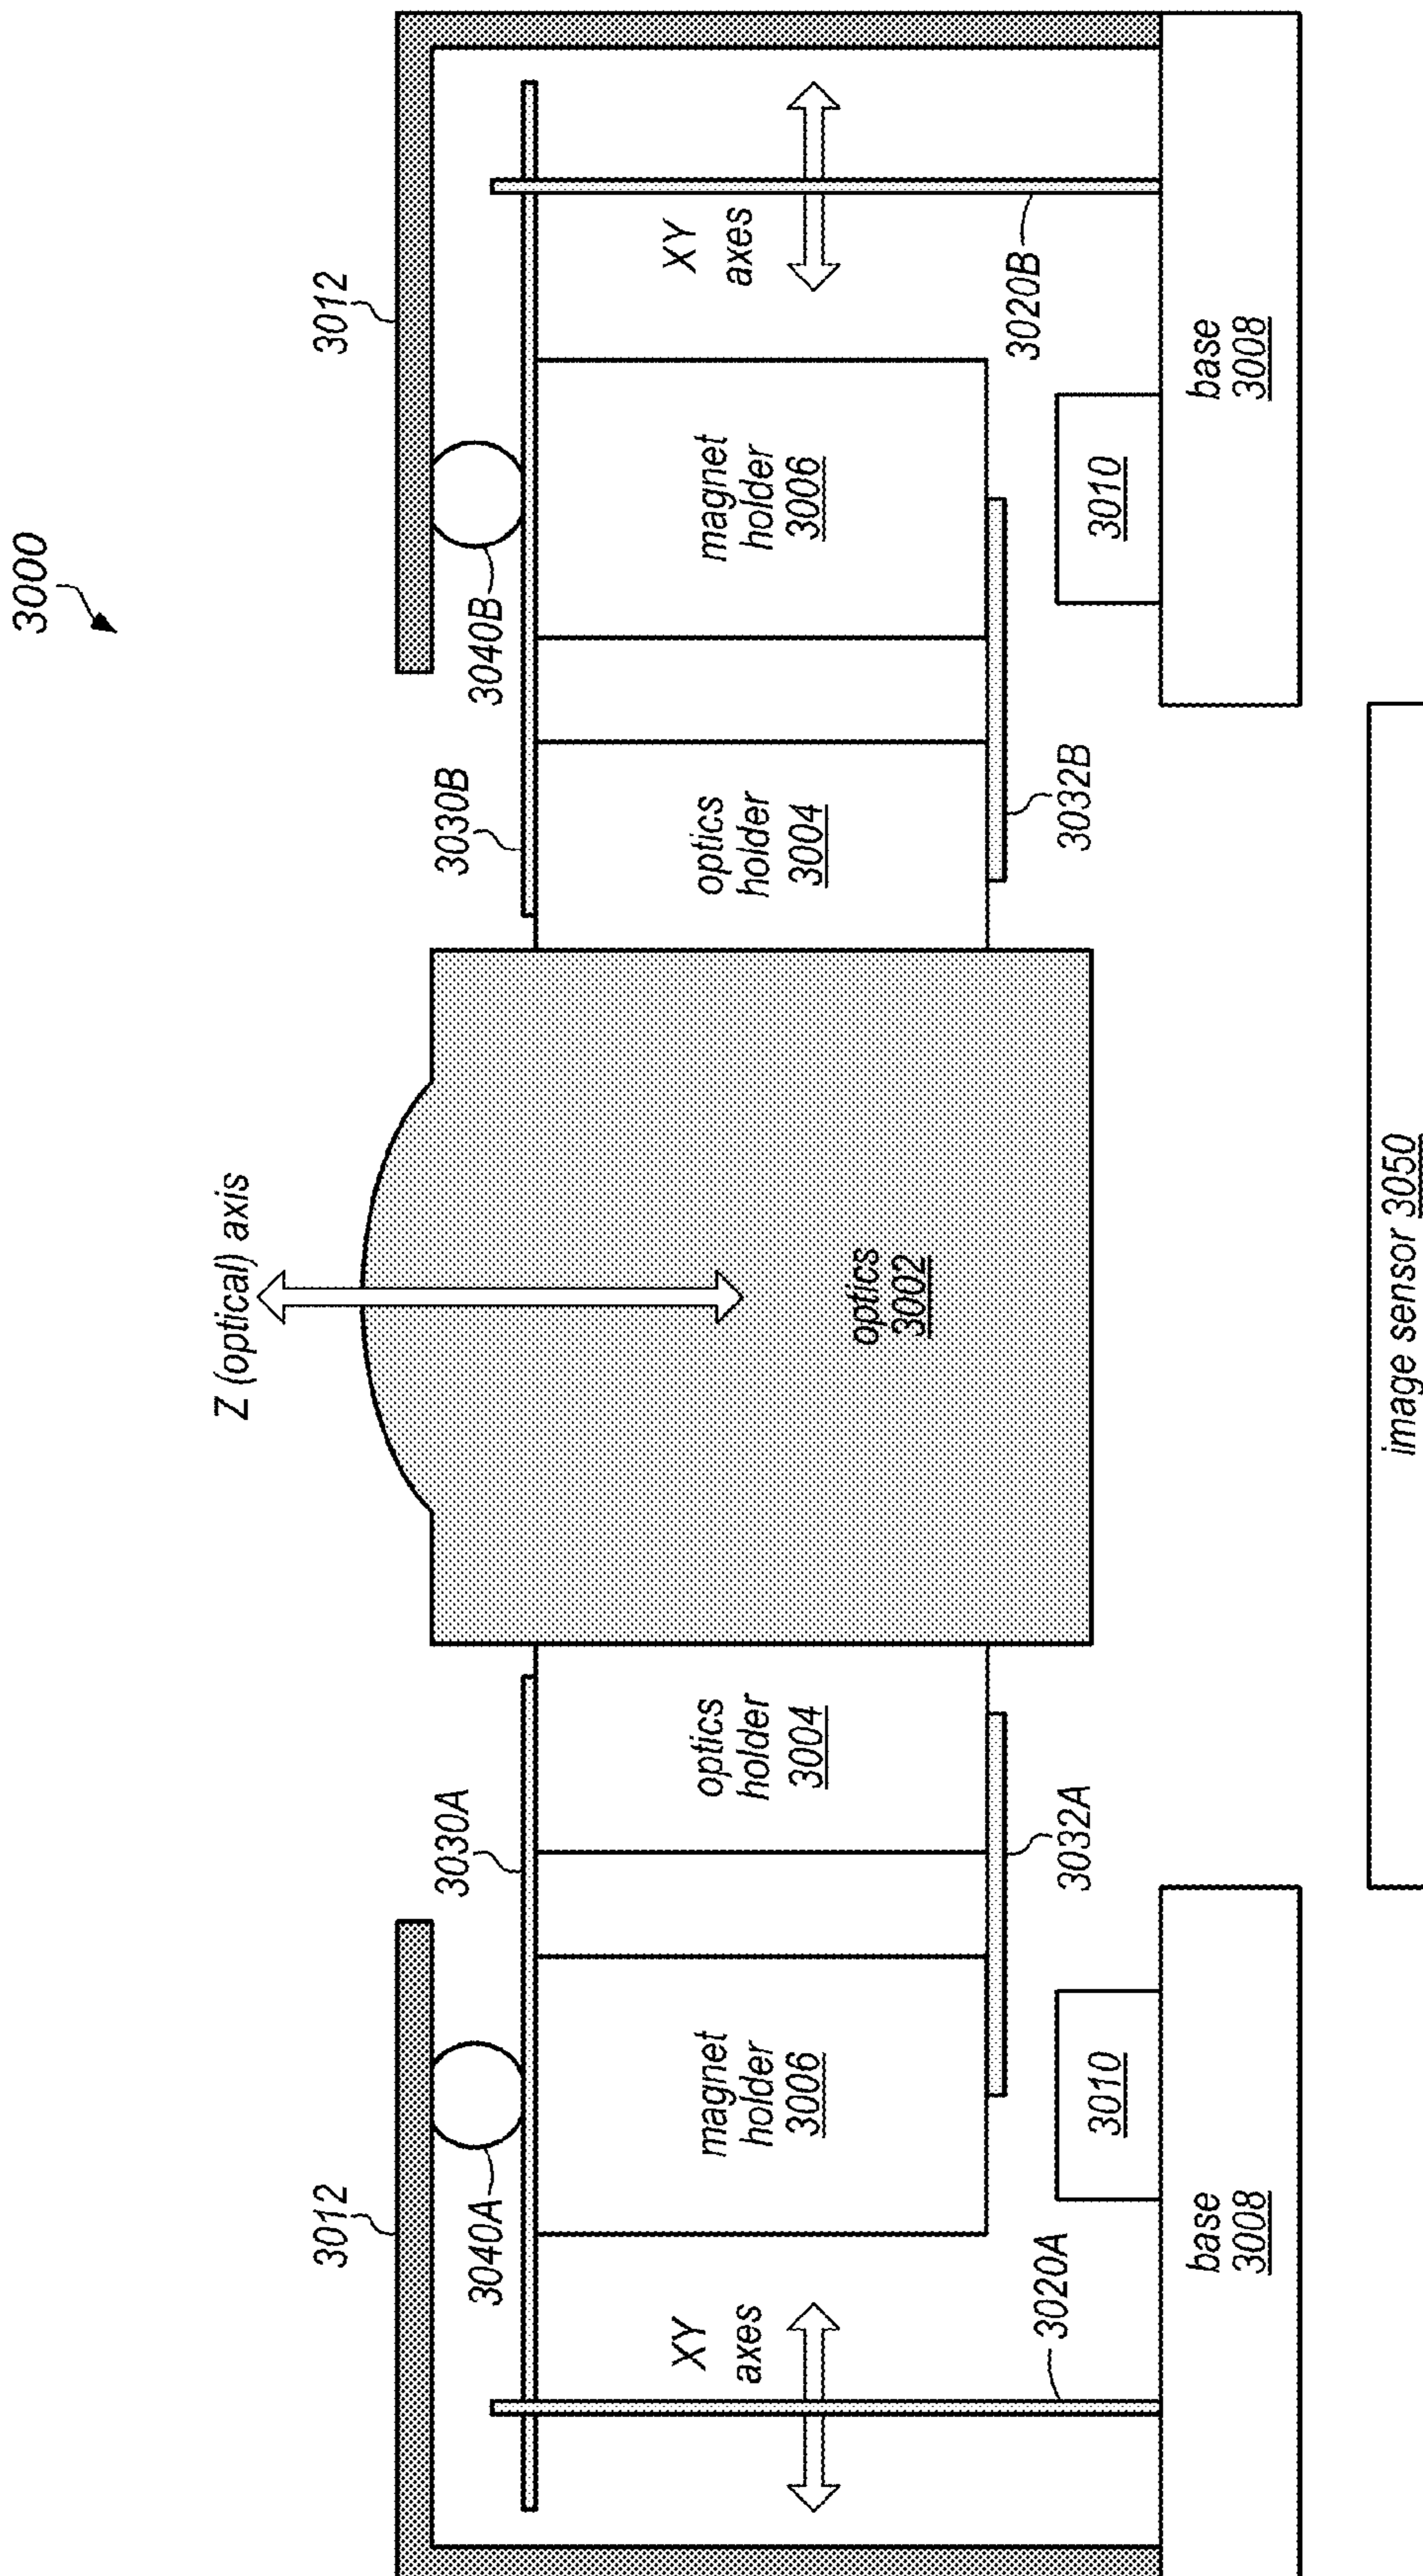 3000
Z (optical) axis
3012
3012
3040A
3030A
3030B
3040B
XY
axes
magnet
holder
3006
optics
holder
3004
optics
3002
optics
holder
3004
magnet
holder
3006
XY
axes
3020A
3032A
3032B
3020B
3010
3010
base
3008
base
3008
image sensor 3050